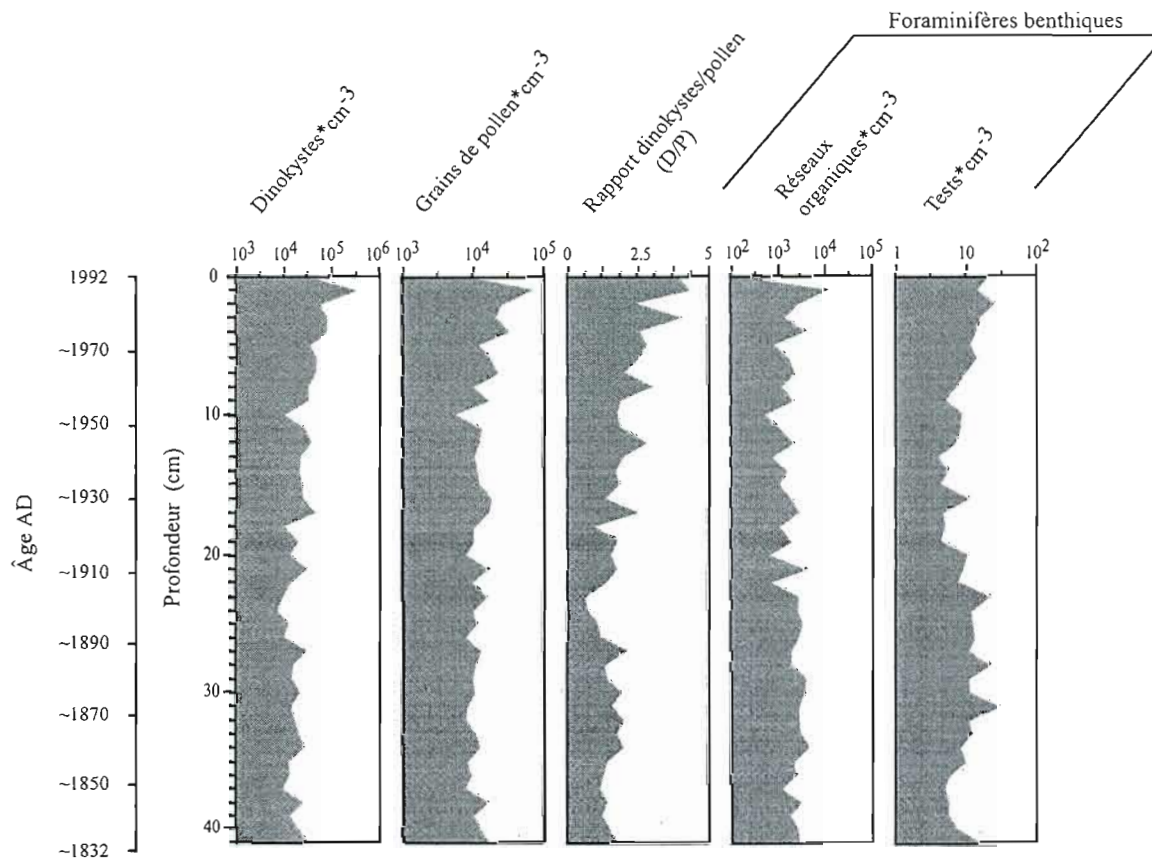 Foraminifères benthiques
Dinokystes*cm-3
Grains de pollen*cm-3
Rapport dinokystes/pollen
(D/P)
Réseaux
organiques*cm-3
Tests*cm-3
10³ 10⁴ 10⁵ 10⁶
10³ 10⁴ 10⁵
0 2.5 5
10² 10³ 10⁴ 10⁵
1 10 10²
Âge AD
1992
~1970
~1950
~1930
~1910
~1890
~1870
~1850
~1832
Profondeur (cm)
0
10
20
30
40